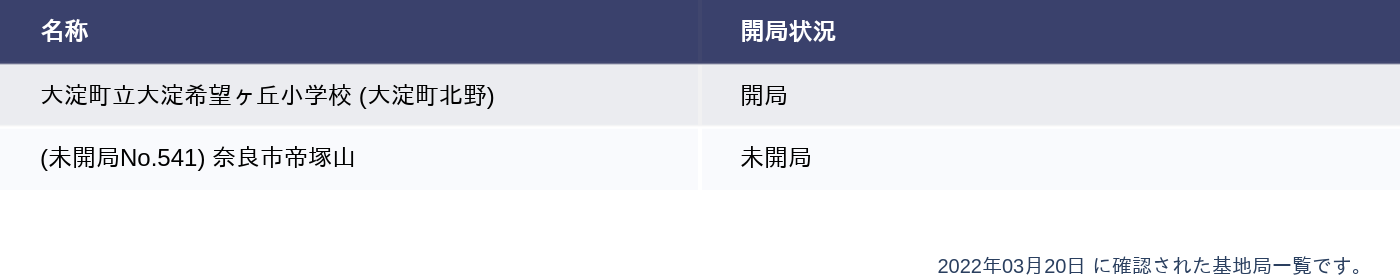 名称 開局状況
大淀町立大淀希望ヶ丘小学校 (大淀町北野) 開局
(未開局No.541) 奈良市帝塚山 未開局
2022年03月20日 に確認された基地局一覧です。